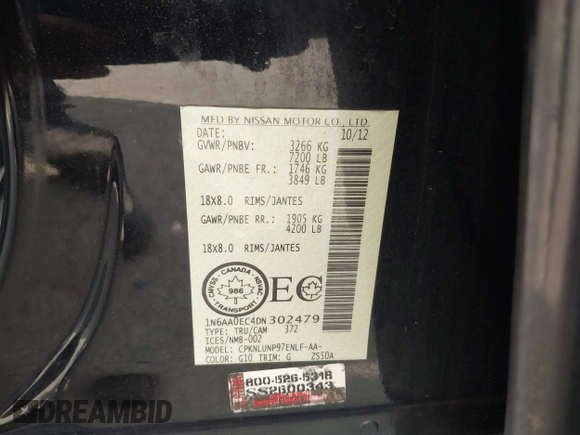 MFD BY NISSAN MOTOR CO., LTD.
DATE: 10/12
GVWR/PNBV: 3266 KG
7200 LB
GAWR/PNBE FR.: 1746 KG
3849 LB
18X8.0 RIMS/JANTES
GAWR/PNBE RR.: 1905 KG
4200 LB
18X8.0 RIMS/JANTES
CANADA
TRANSPORT
986
EC
1N6AA0EC4DN302479
TYPE: TRU/CAM 372
ICES/NMB-002
MODEL: CPKNLUNP97ENLF-AA-
COLOR: G10 TRIM: G ZS50A
800-526-5318
SS2600343
DREAMBID